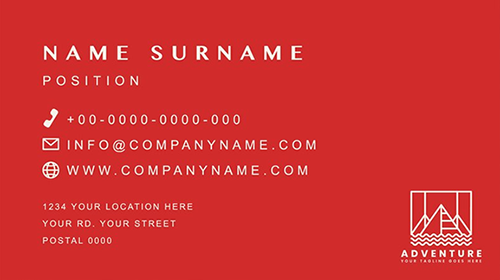 NAME SURNAME
POSITION
+00-0000-0000-000
INFO@COMPANYNAME.COM
WWW.COMPANYNAME.COM
1234 YOUR LOCATION HERE
YOUR RD. YOUR STREET
POSTAL 0000
ADVENTURE
YOUR TAGLINE GOES HERE